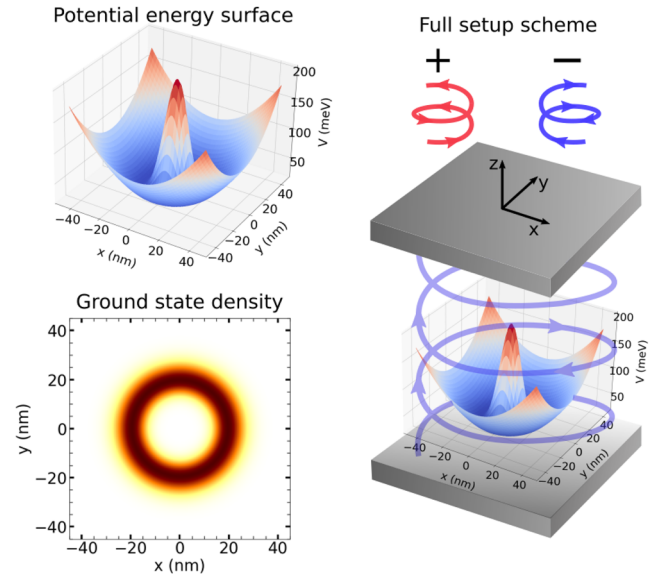 Potential energy surface
200
150
100
50
V (meV)
−40
−20
0
20
40
x (nm)
−40
−20
0
20
40
y (nm)
Ground state density
40
20
0
−20
−40
y (nm)
−40 −20 0 20 40
x (nm)
Full setup scheme
+ −
z
y
x
200
150
100
50
V (meV)
−40
−20
0
20
40
x (nm)
−40
−20
0
20
40
y (nm)